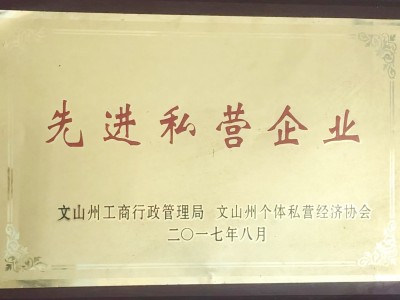 先进私营企业
文山州工商行政管理局 文山州个体私营经济协会
二〇一七年八月